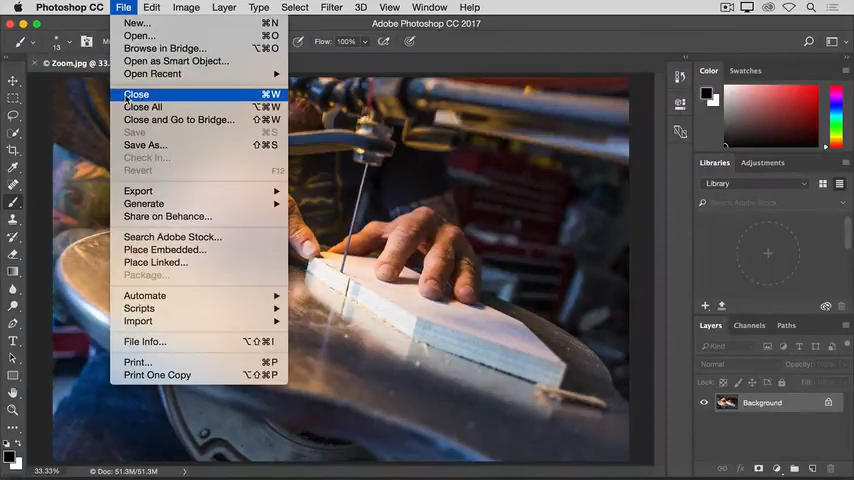 Photoshop CC File Edit Image Layer Type Select Filter 3D View Window Help
Adobe Photoshop CC 2017
13 Flow: 100%
© Zoom.jpg @ 33.
New... ⌘N
Open... ⌘O
Browse in Bridge... ⌥⌘O
Open as Smart Object...
Open Recent
Close ⌘W
Close All ⌥⌘W
Close and Go to Bridge... ⇧⌘W
Save ⌘S
Save As... ⇧⌘S
Check In...
Revert F12
Export
Generate
Share on Behance...
Search Adobe Stock...
Place Embedded...
Place Linked...
Package...
Automate
Scripts
Import
File Info... ⌥⇧⌘I
Print... ⌘P
Print One Copy ⌥⇧⌘P
Color Swatches
Libraries Adjustments
Library
Search Adobe Stock
Layers Channels Paths
Kind
Normal Opacity:
Lock: Fill:
Background
33.33% © Doc: 51.3M/51.3M